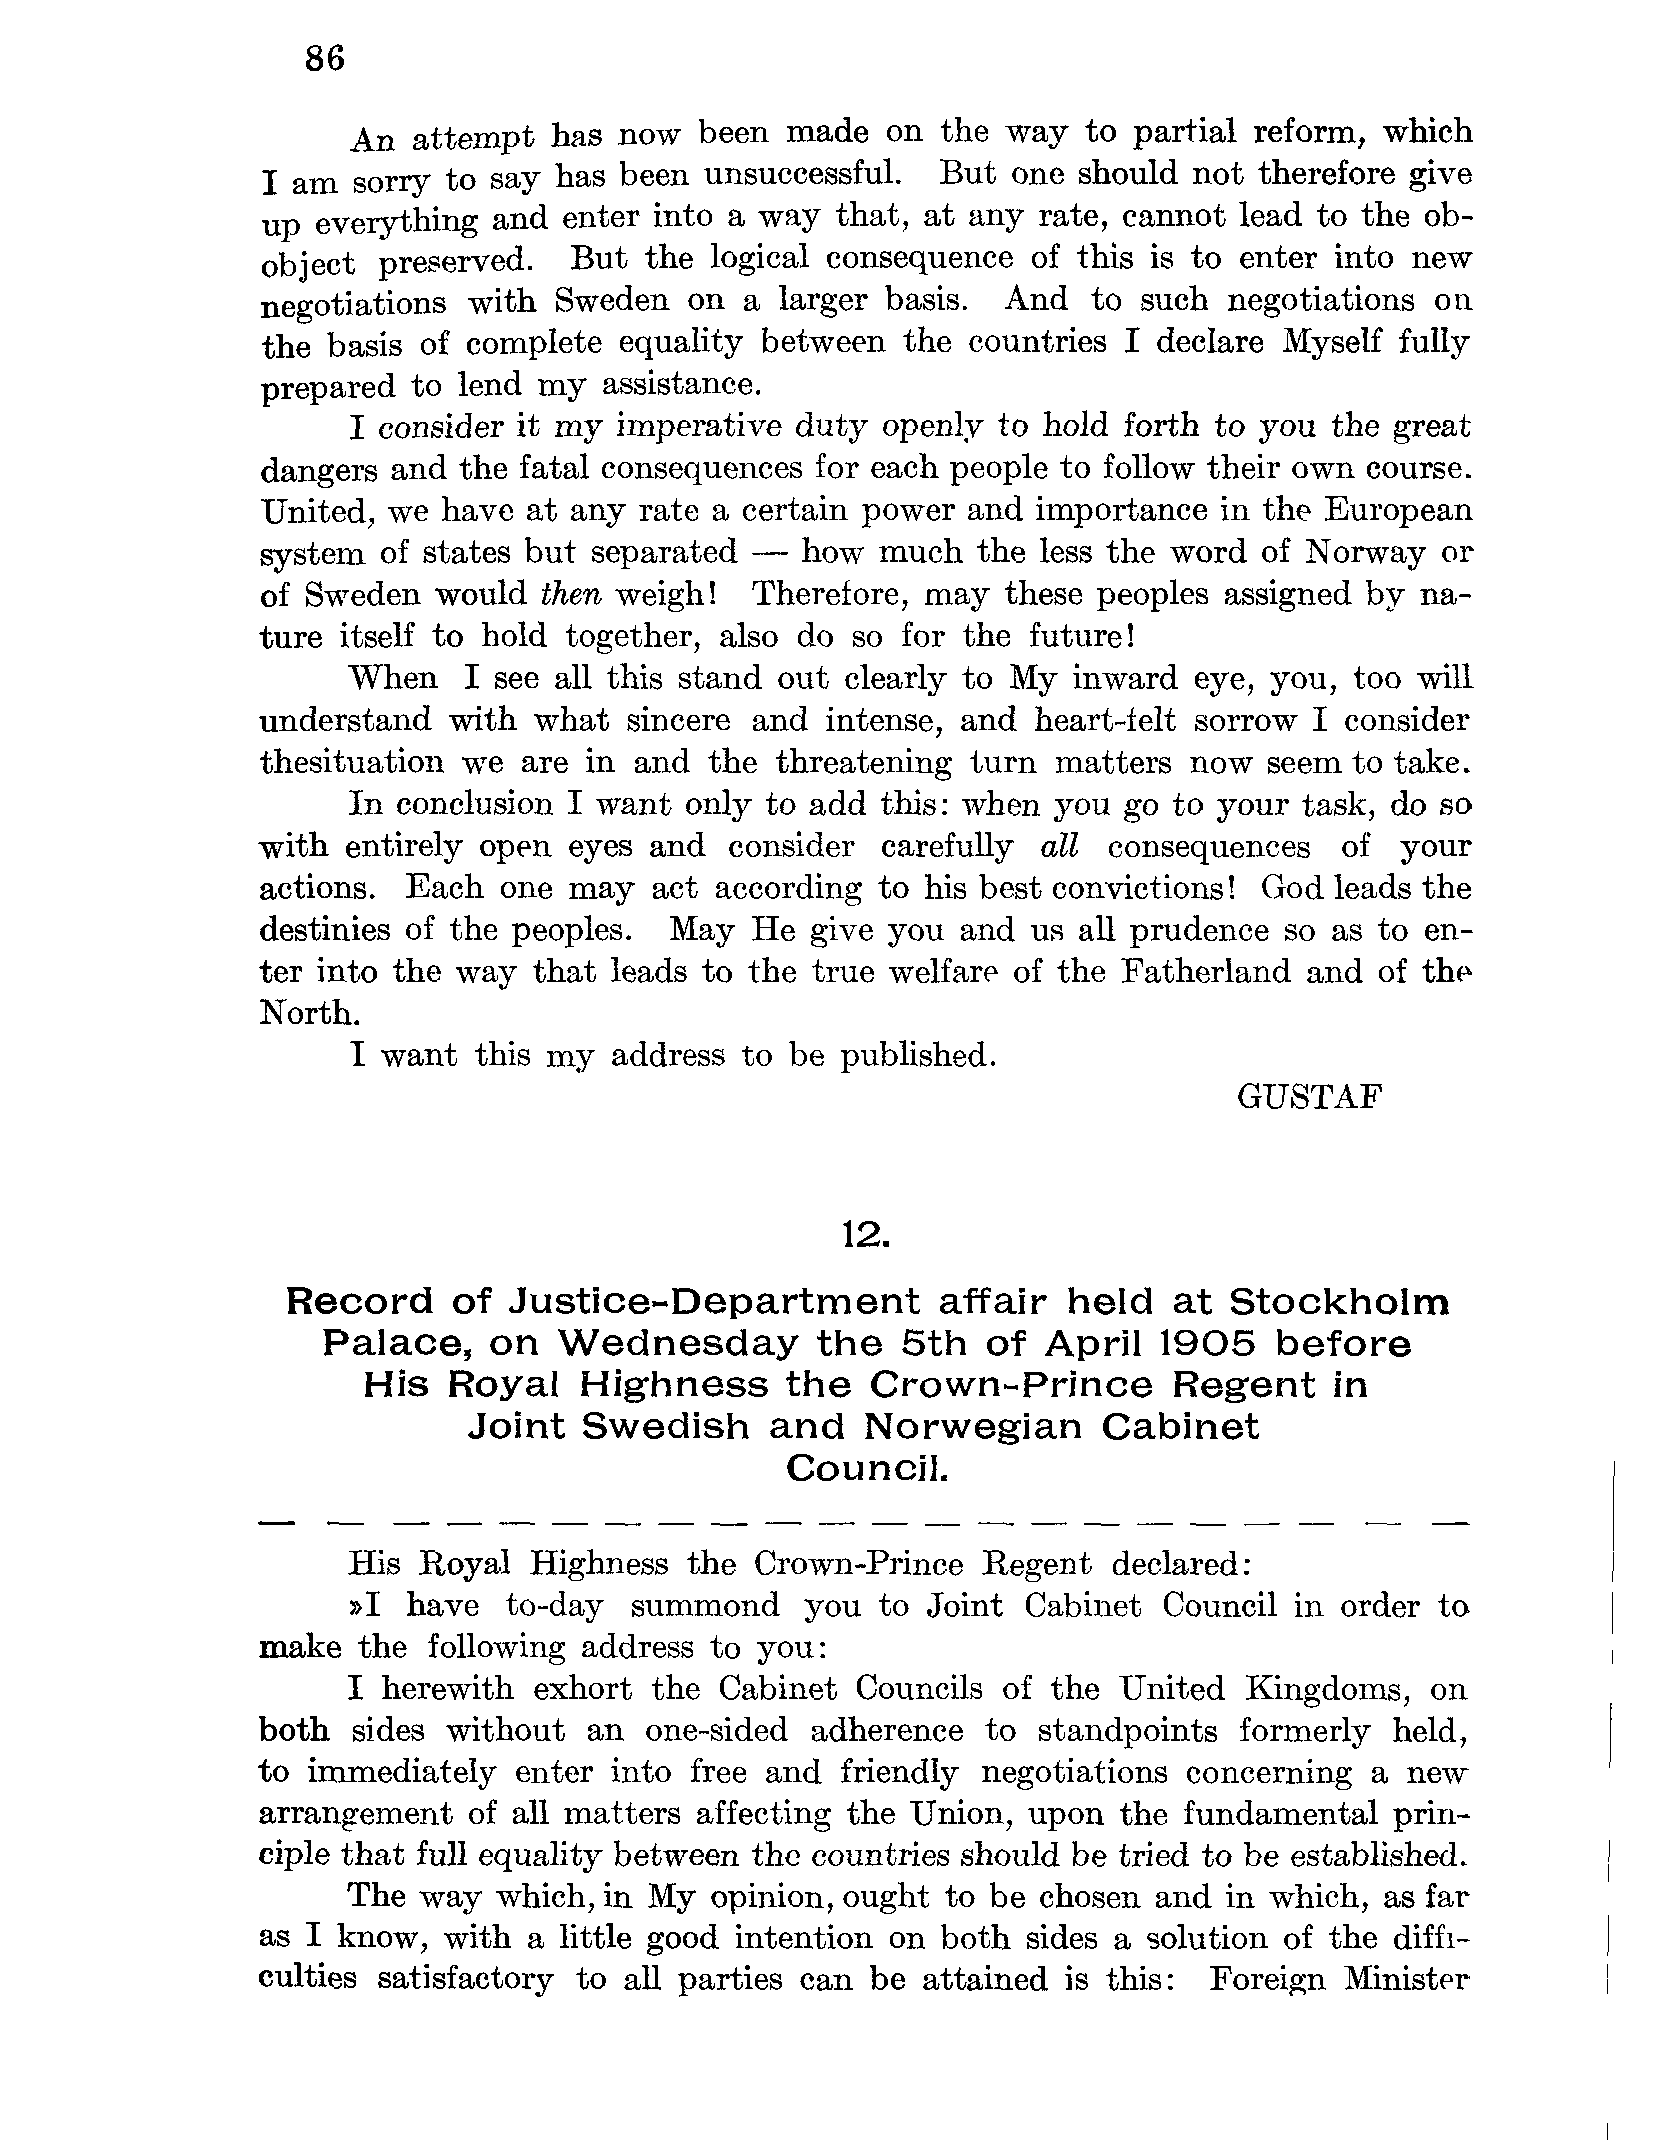 86
An attempt has now been made on the way to partial reform, which
I am sorry to say has been unsuccessful. But one should not therefore give
up everything and enter into a way that, at any rate, cannot lead to the ob-
object preserved. But the logical consequence of this is to enter into new
negotiations with Sweden on a larger basis. And to such negotiations on
the basis of complete equality between the countries I declare Myself fully
prepared to lend my assistance.
I consider it my imperative duty openly to hold forth to you the great
dangers and the fatal consequences for each people to follow their own course.
United, we have at any rate a certain power and importance in the European
system of states but separated — how much the less the word of Norway or
of Sweden would then weigh! Therefore, may these peoples assigned by na-
ture itself to hold together, also do so for the future!
When I see all this stand out clearly to My inward eye, you, too will
understand with what sincere and intense, and heart-felt sorrow I consider
thesituation we are in and the threatening turn matters now seem to take.
In conclusion I want only to add this: when you go to your task, do so
with entirely open eyes and consider carefully all consequences of your
actions. Each one may act according to his best convictions! God leads the
destinies of the peoples. May He give you and us all prudence so as to en-
ter into the way that leads to the true welfare of the Fatherland and of the
North.
I want this my address to be published.
GUSTAF
12.
Record of Justice-Department affair held at Stockholm
Palace, on Wednesday the 5th of April 1905 before
His Royal Highness the Crown-Prince Regent in
Joint Swedish and Norwegian Cabinet
Council.
— — — — — — — — — — — — — — — — — — — — — —
His Royal Highness the Crown-Prince Regent declared:
»I have to-day summond you to Joint Cabinet Council in order to
make the following address to you:
I herewith exhort the Cabinet Councils of the United Kingdoms, on
both sides without an one-sided adherence to standpoints formerly held,
to immediately enter into free and friendly negotiations concerning a new
arrangement of all matters affecting the Union, upon the fundamental prin-
ciple that full equality between the countries should be tried to be established.
The way which, in My opinion, ought to be chosen and in which, as far
as I know, with a little good intention on both sides a solution of the diffi-
culties satisfactory to all parties can be attained is this: Foreign Minister